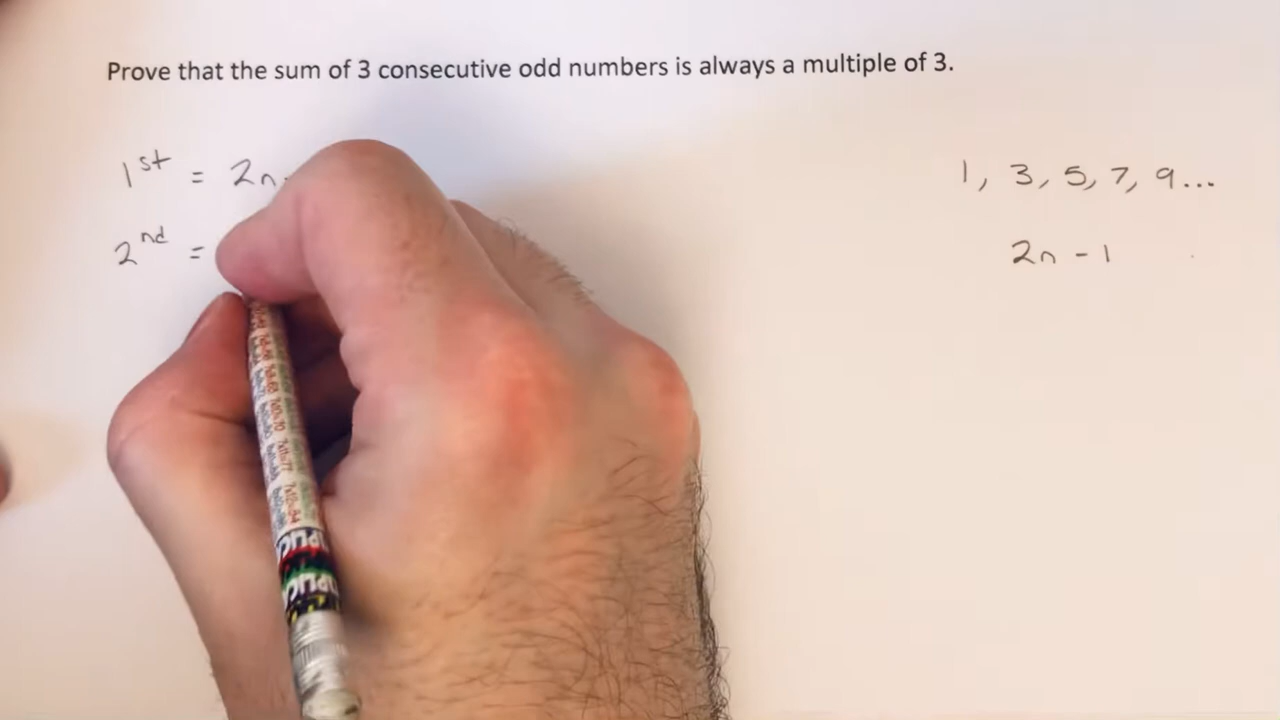 Prove that the sum of 3 consecutive odd numbers is always a multiple of 3.
1st = 2n
2nd =
1, 3, 5, 7, 9...
2n - 1